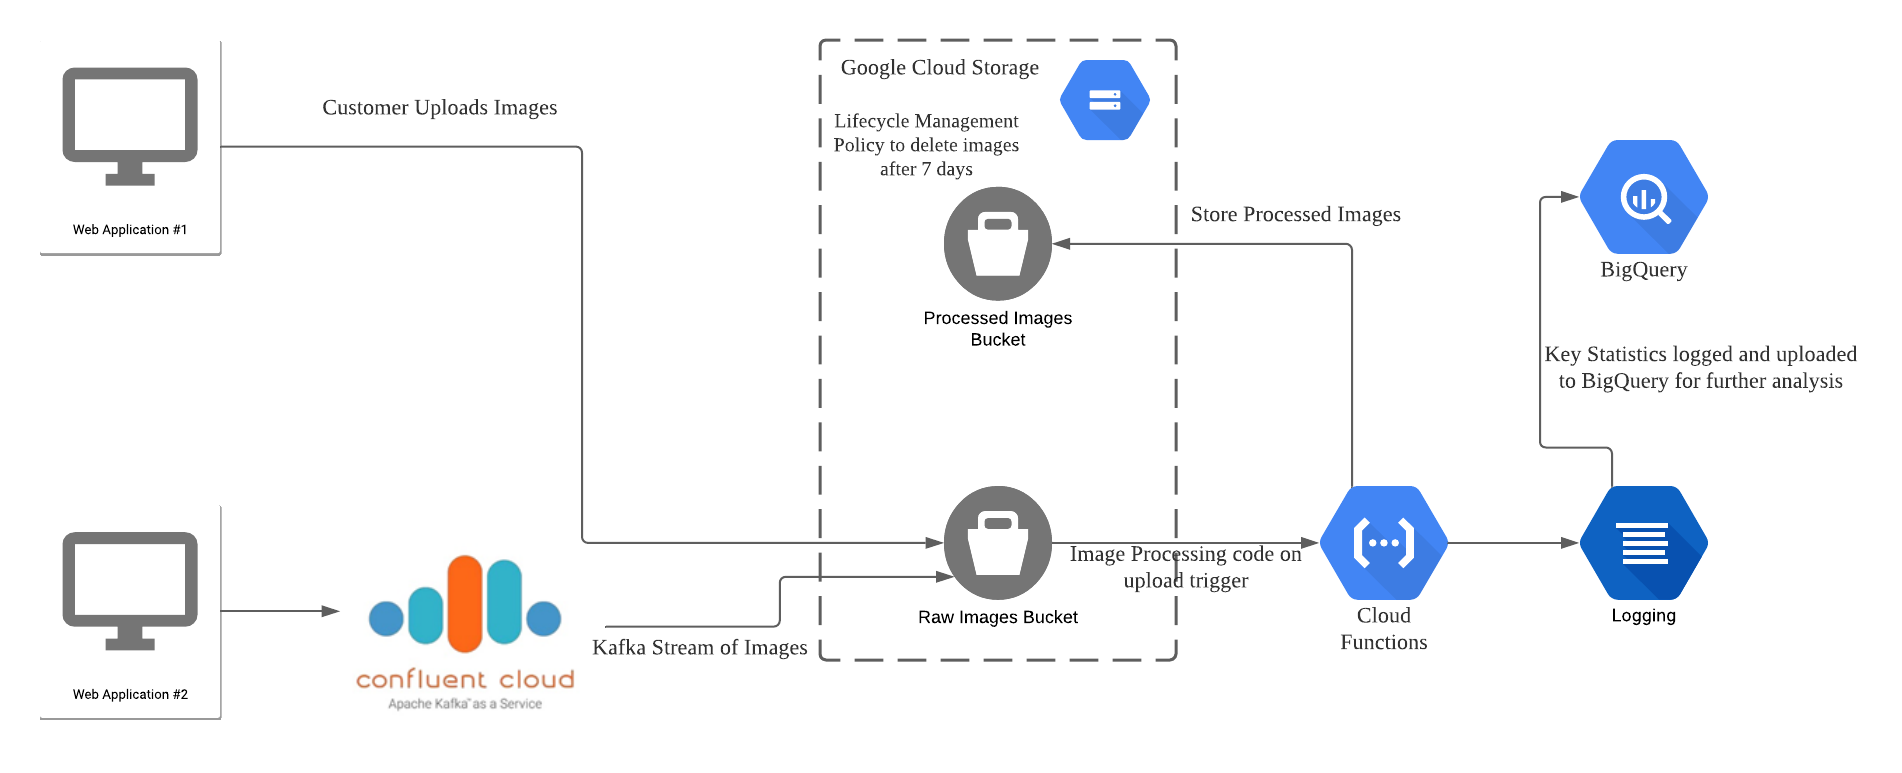 Web Application #1
Customer Uploads Images
Google Cloud Storage
Lifecycle Management
Policy to delete images
after 7 days
Processed Images
Bucket
Store Processed Images
BigQuery
Key Statistics logged and uploaded
to BigQuery for further analysis
Web Application #2
confluent cloud
Apache Kafka™ as a Service
Kafka Stream of Images
Raw Images Bucket
Image Processing code on
upload trigger
Cloud
Functions
Logging